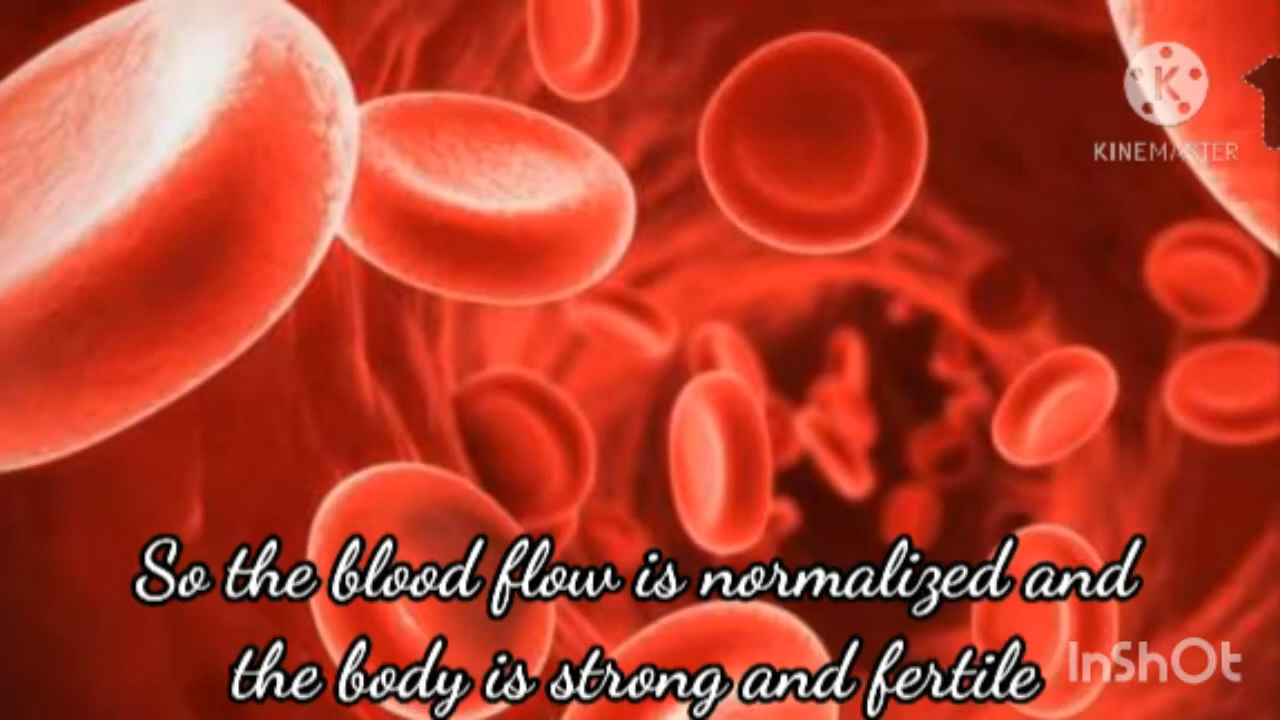 KINEMASTER
So the blood flow is normalized and
the body is strong and fertile
InShOt